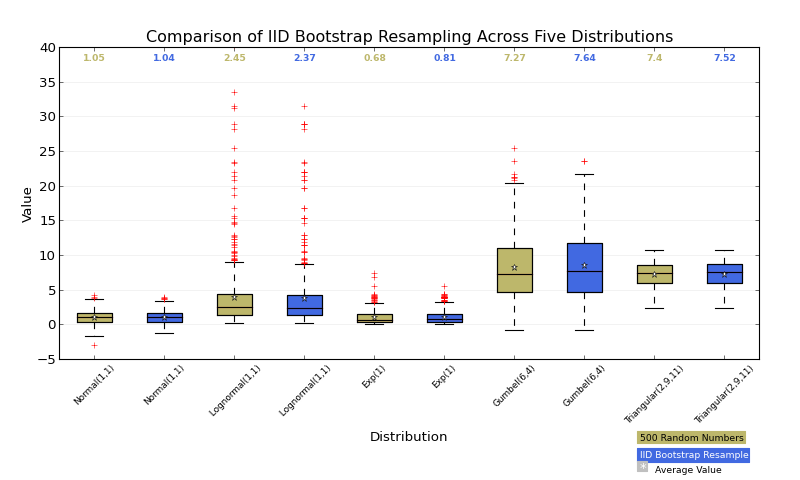 Comparison of IID Bootstrap Resampling Across Five Distributions
40
35
30
25
20
15
10
5
0
−5
Value
1.05 1.04 2.45 2.37 0.68 0.81 7.27 7.64 7.4 7.52
Normal(1,1) Normal(1,1) Lognormal(1,1) Lognormal(1,1) Exp(1) Exp(1) Gumbel(6,4) Gumbel(6,4) Triangular(2,9,11) Triangular(2,9,11)
Distribution
500 Random Numbers
IID Bootstrap Resample
* Average Value